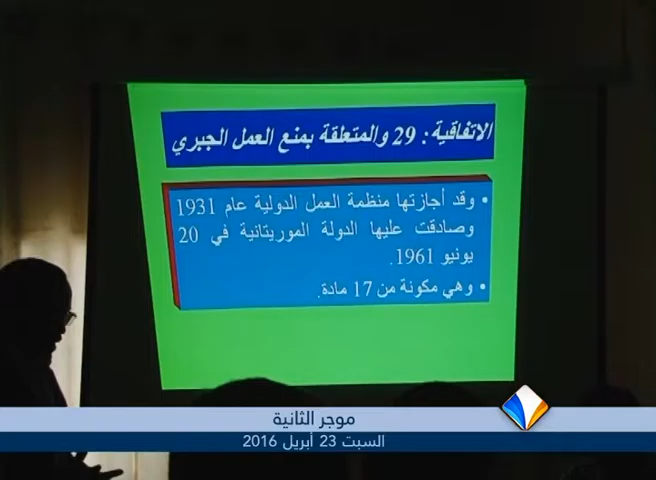 الاتفاقية: 29 والمتعلقة بمنع العمل الجبري
• وقد أجازتها منظمة العمل الدولية عام 1931
وصادقت عليها الدولة الموريتانية في 20
يونيو 1961.
• وهي مكونة من 17 مادة.
موجر الثانية
السبت 23 أبريل 2016